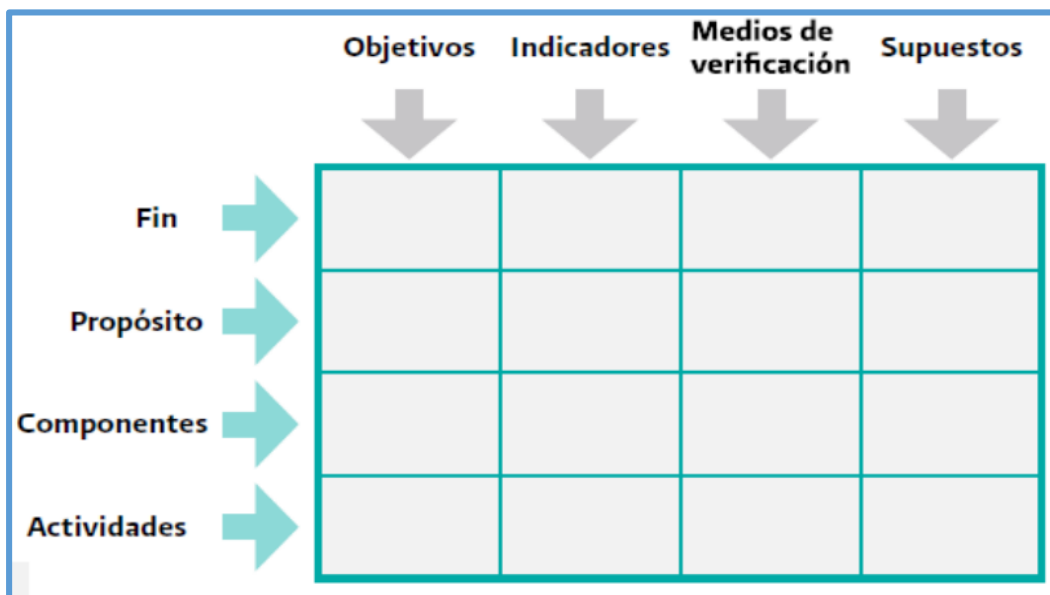 Objetivos Indicadores Medios de verificación Supuestos
Fin
Propósito
Componentes
Actividades